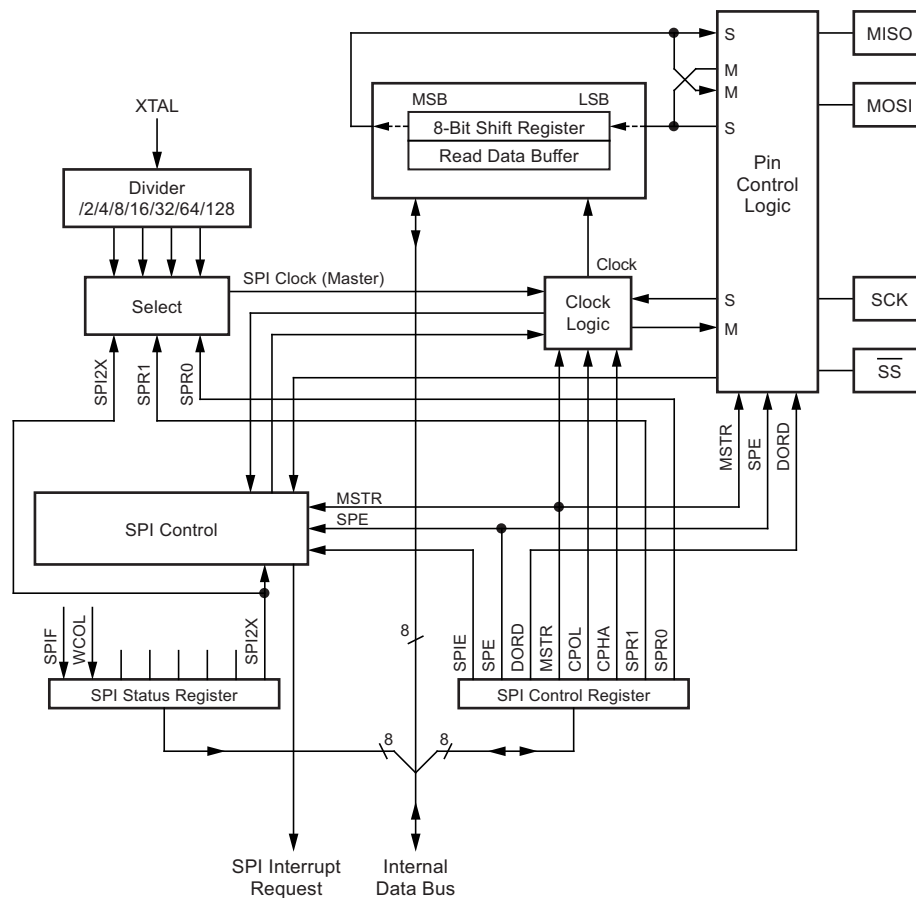 S
MISO
M
M
MSB
LSB
MOSI
XTAL
8-Bit Shift Register
S
Read Data Buffer
Pin
Control
Logic
Divider
/2/4/8/16/32/64/128
Clock
SPI Clock (Master)
Select
Clock
Logic
S
SCK
M
SPI2X
SPR1
SPR0
SS
MSTR
SPE
DORD
MSTR
SPI Control
SPE
SPIF
WCOL
SPI2X
8
SPIE
SPE
DORD
MSTR
CPOL
CPHA
SPR1
SPR0
SPI Status Register
SPI Control Register
8
8
SPI Interrupt
Request
Internal
Data Bus